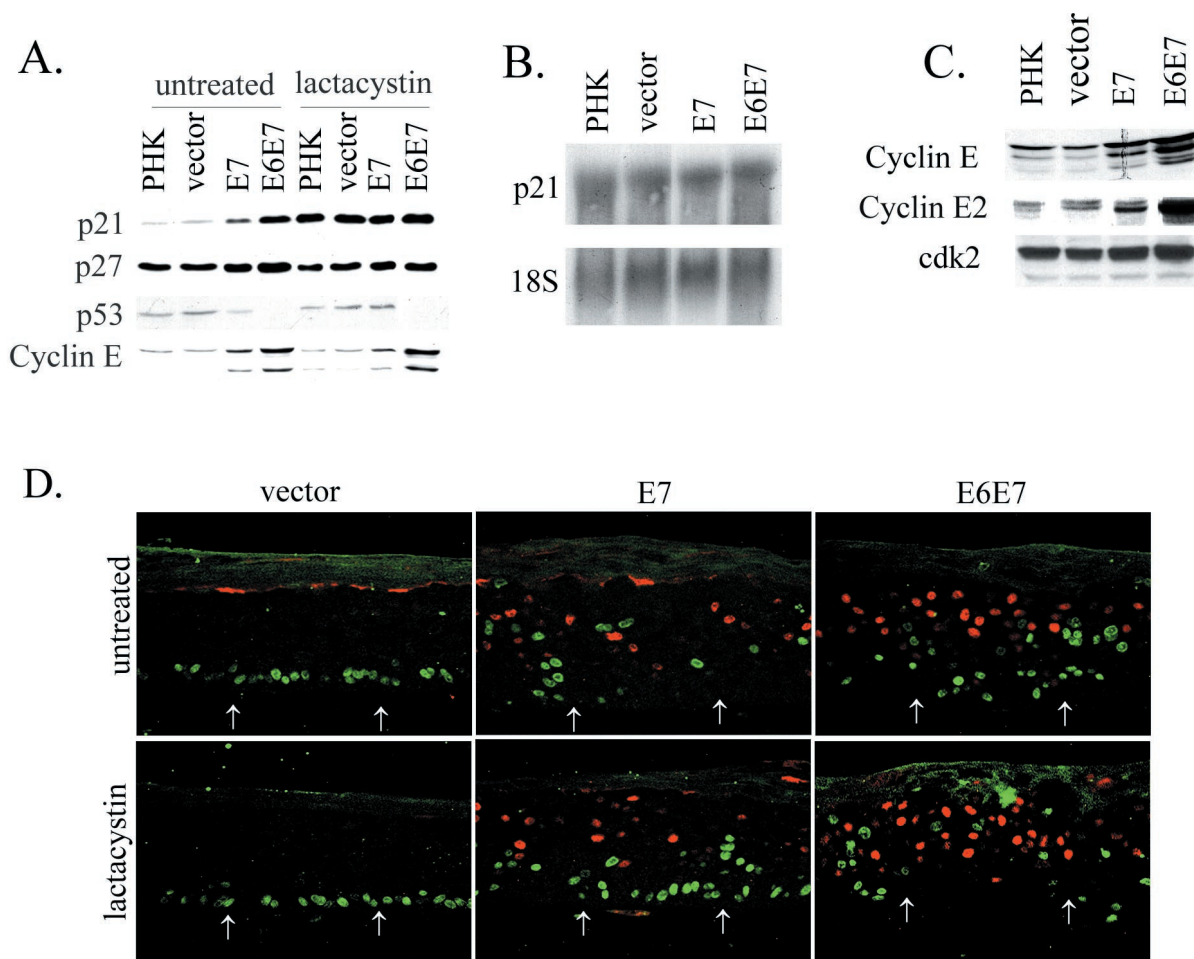 A.
untreated lactacystin
PHK vector E7 E6E7 PHK vector E7 E6E7
p21
p27
p53
Cyclin E
B.
PHK vector E7 E6E7
p21
18S
C.
PHK vector E7 E6E7
Cyclin E
Cyclin E2
cdk2
D.
vector E7 E6E7
untreated
lactacystin